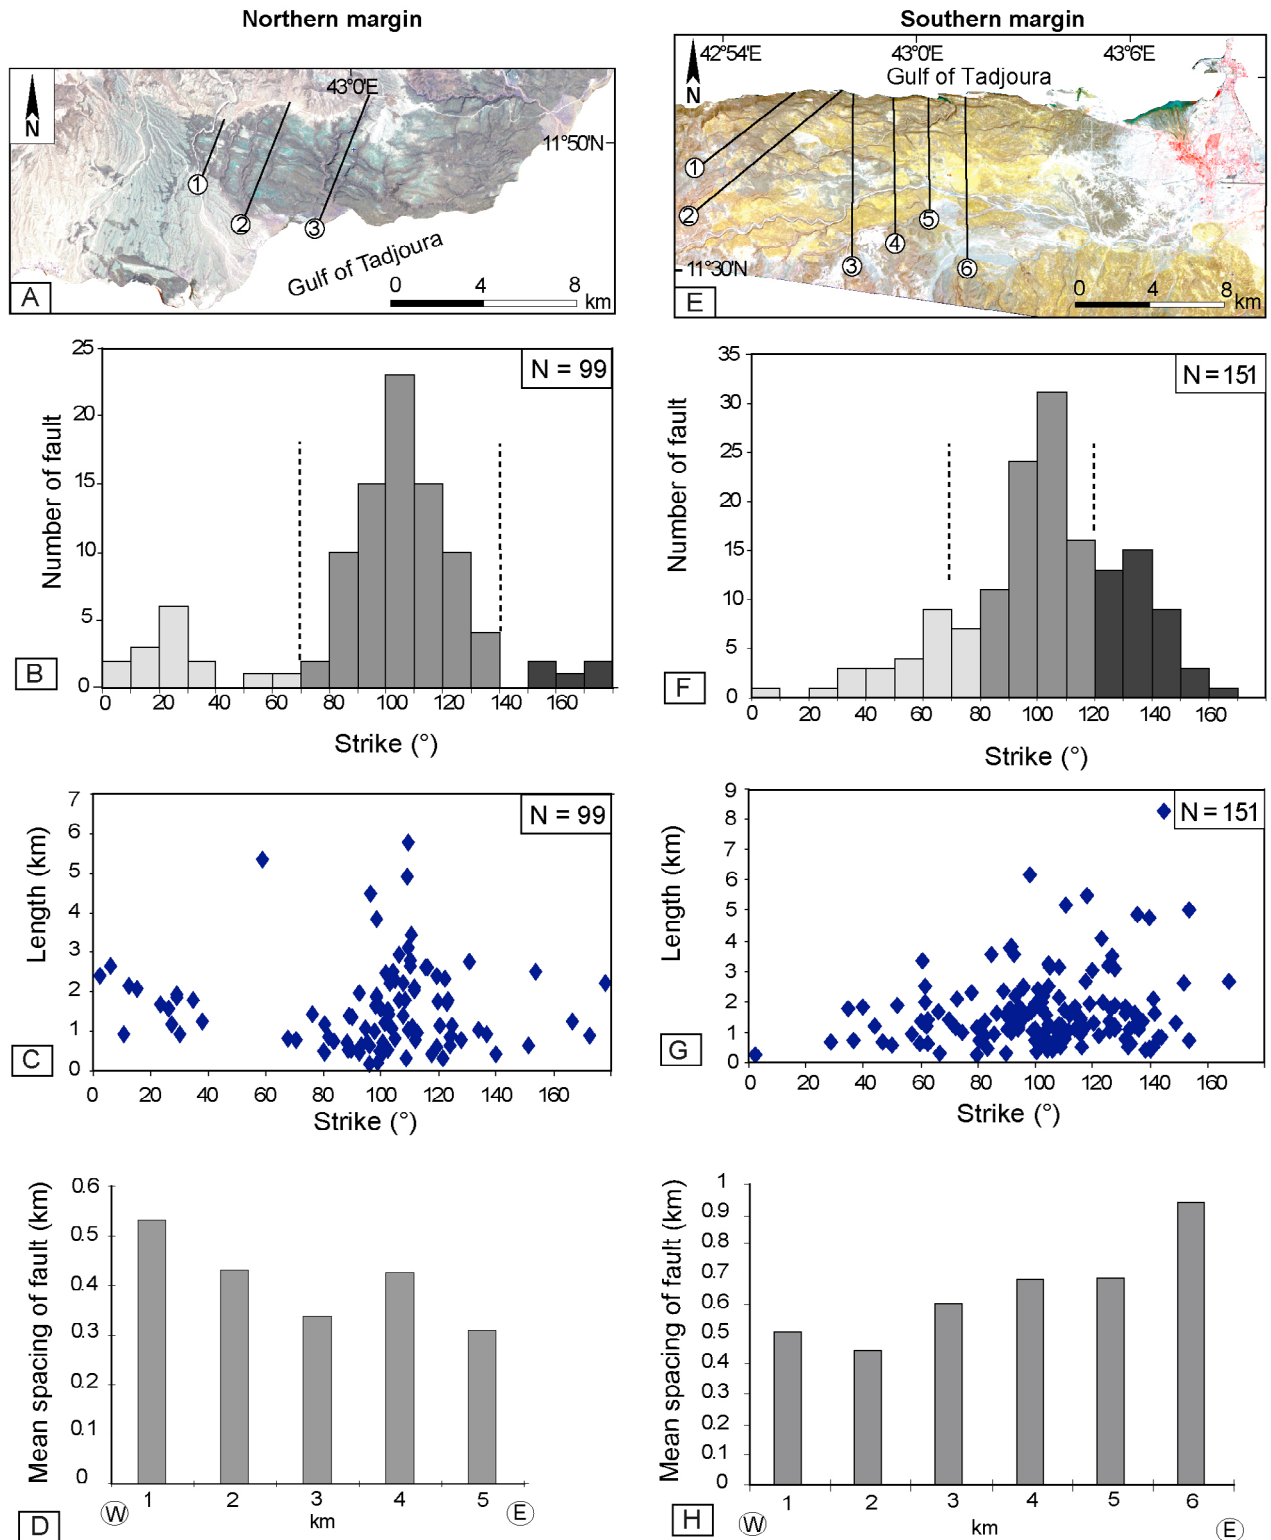 Northern margin
Southern margin
N
43°0'E
11°50'N
1
2
3
Gulf of Tadjoura
0 4 8
km
A
42°54'E 43°0'E 43°6'E
Gulf of Tadjoura
N
1
2
3
4
5
6
11°30'N
0 4 8
km
E
N = 99
Number of fault
25
20
15
10
5
0
0 20 40 60 80 100 120 140 160
Strike (°)
B
N = 151
Number of fault
35
30
25
20
15
10
5
0
0 20 40 60 80 100 120 140 160
Strike (°)
F
N = 99
Length (km)
7
6
5
4
3
2
1
0
0 20 40 60 80 100 120 140 160
Strike (°)
C
N = 151
Length (km)
9
8
7
6
5
4
3
2
1
0
0 20 40 60 80 100 120 140 160
Strike (°)
G
Mean spacing of fault (km)
0.6
0.5
0.4
0.3
0.2
0.1
0
1 2 3 4 5
W E
km
D
Mean spacing of fault (km)
1
0.9
0.8
0.7
0.6
0.5
0.4
0.3
0.2
0.1
0
1 2 3 4 5 6
W E
km
H